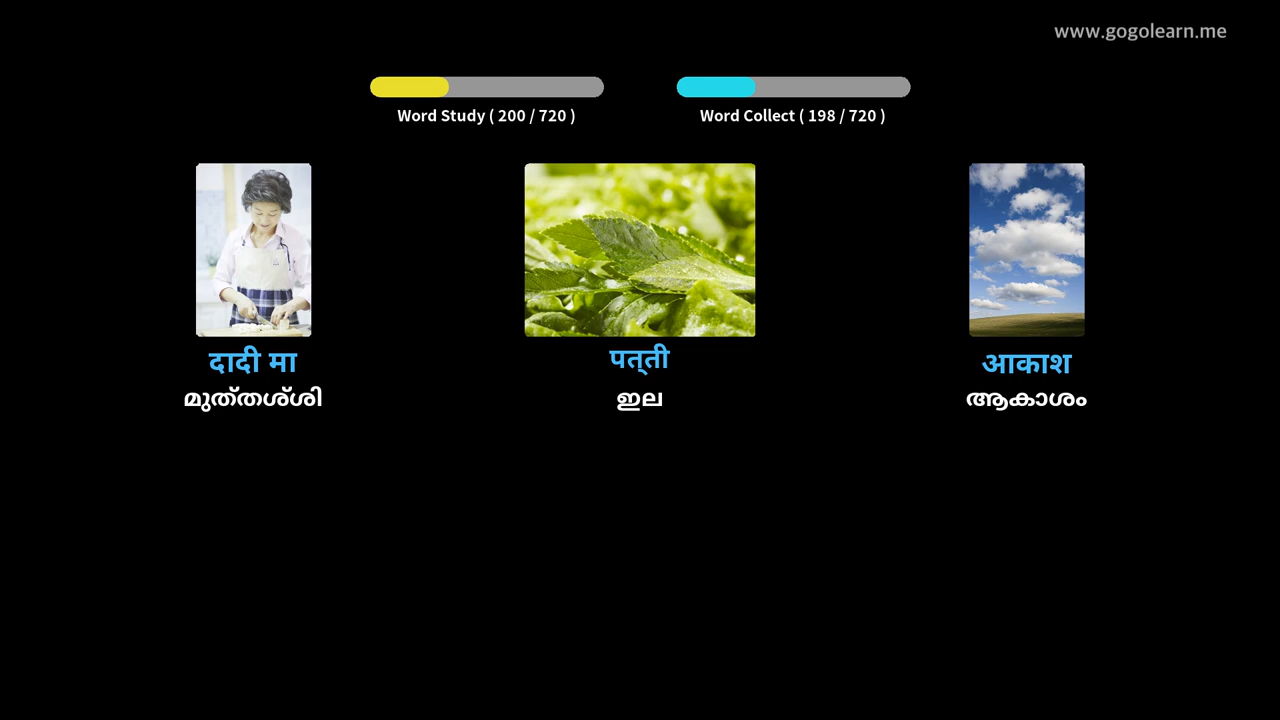 www.gogolearn.me
Word Study ( 200 / 720 )
Word Collect ( 198 / 720 )
दादी मा
पत्ती
आकाश
മുത്തശ്ശി
ഇല
ആകാശം